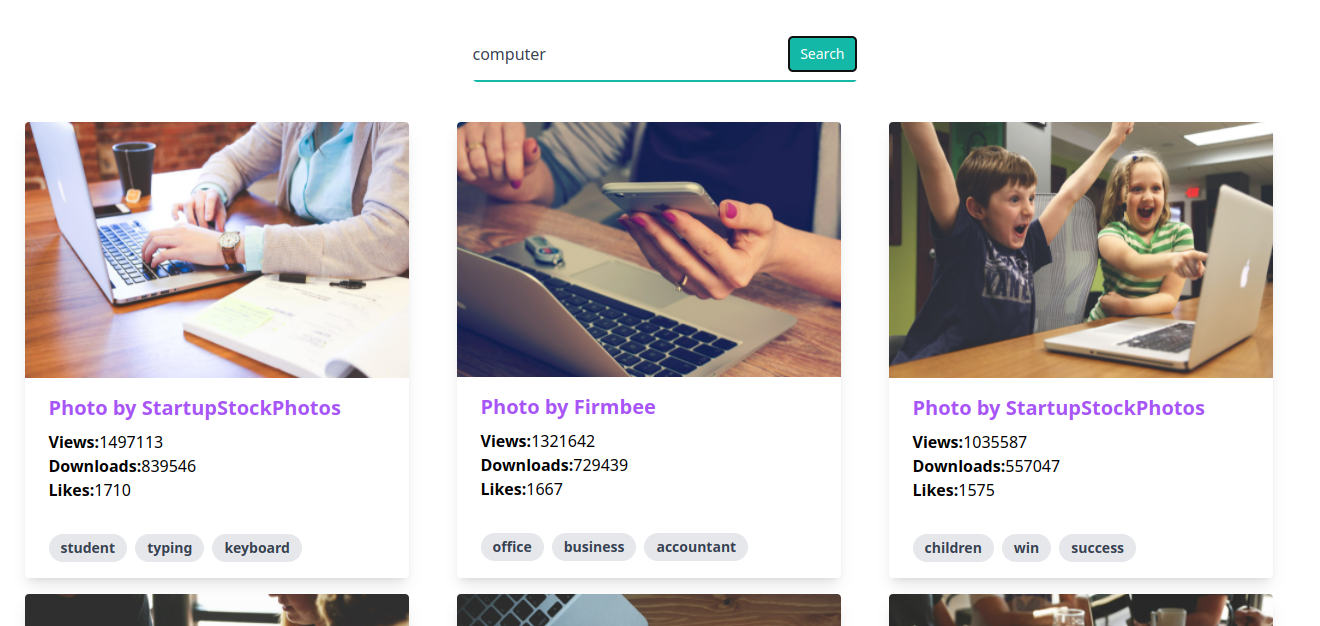 computer
Search
Photo by StartupStockPhotos
Views:1497113
Downloads:839546
Likes:1710
student typing keyboard
Photo by Firmbee
Views:1321642
Downloads:729439
Likes:1667
office business accountant
Photo by StartupStockPhotos
Views:1035587
Downloads:557047
Likes:1575
children win success